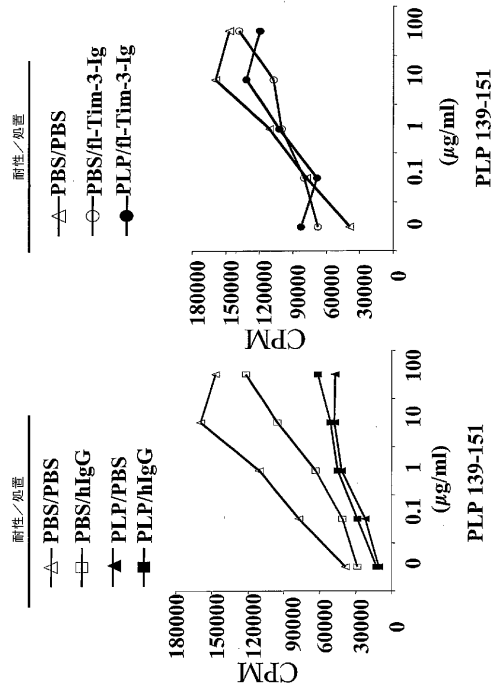 耐性/処置
PBS/PBS
PBS/hIgG
PLP/PBS
PLP/hIgG
CPM
180000
150000
120000
90000
60000
30000
0
0 0.1 1 10 100
(μg/ml)
PLP 139-151
耐性/処置
PBS/PBS
PBS/fl-Tim-3-Ig
PLP/fl-Tim-3-Ig
CPM
180000
150000
120000
90000
60000
30000
0
0 0.1 1 10 100
(μg/ml)
PLP 139-151